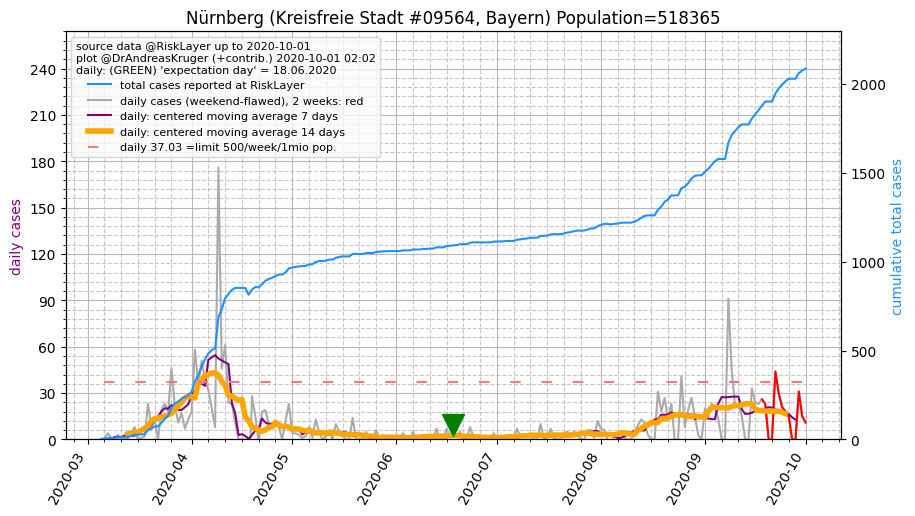 Nürnberg (Kreisfreie Stadt #09564, Bayern) Population=518365
source data @RiskLayer up to 2020-10-01
plot @DrAndreasKruger (+contrib.) 2020-10-01 02:02
daily: (GREEN) 'expectation day' = 18.06.2020
total cases reported at RiskLayer
daily cases (weekend-flawed), 2 weeks: red
daily: centered moving average 7 days
daily: centered moving average 14 days
daily 37.03 =limit 500/week/1mio pop.
daily cases
240
210
180
150
120
90
60
30
0
cumulative total cases
2000
1500
1000
500
0
2020-03
2020-04
2020-05
2020-06
2020-07
2020-08
2020-09
2020-10